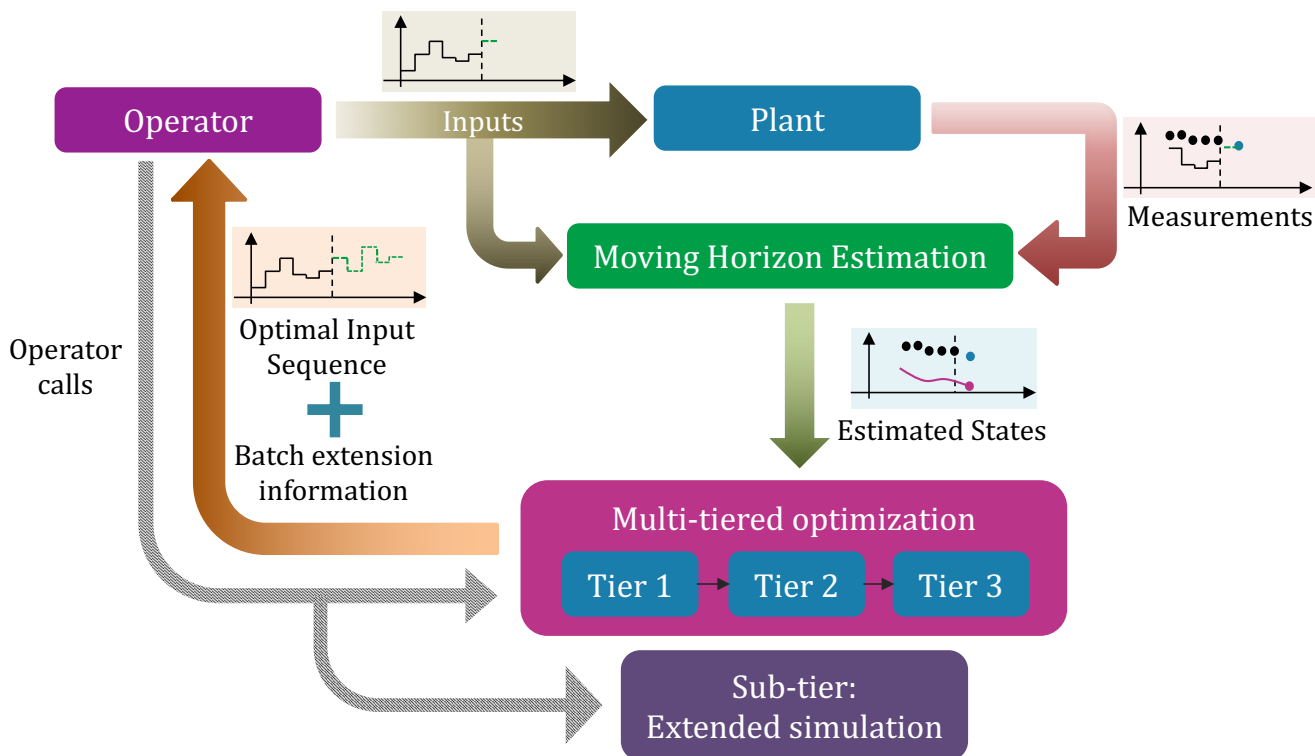 Operator
Inputs
Plant
Measurements
Moving Horizon Estimation
Optimal Input
Sequence
Operator
calls
Estimated States
Batch extension
information
Multi-tiered optimization
Tier 1
Tier 2
Tier 3
Sub-tier:
Extended simulation